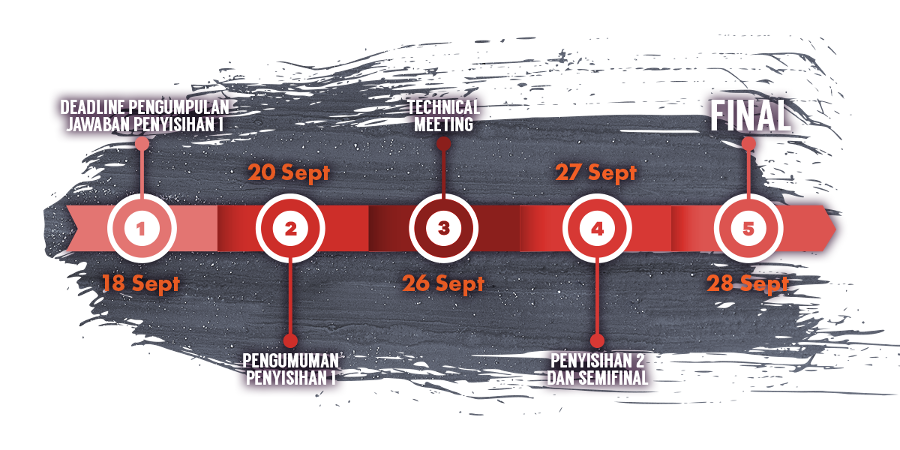 DEADLINE PENGUMPULAN
JAWABAN PENYISIHAN 1
TECHNICAL
MEETING
FINAL
20 Sept
27 Sept
1
2
3
4
5
18 Sept
26 Sept
28 Sept
PENGUMUMAN
PENYISIHAN 1
PENYISIHAN 2
DAN SEMIFINAL